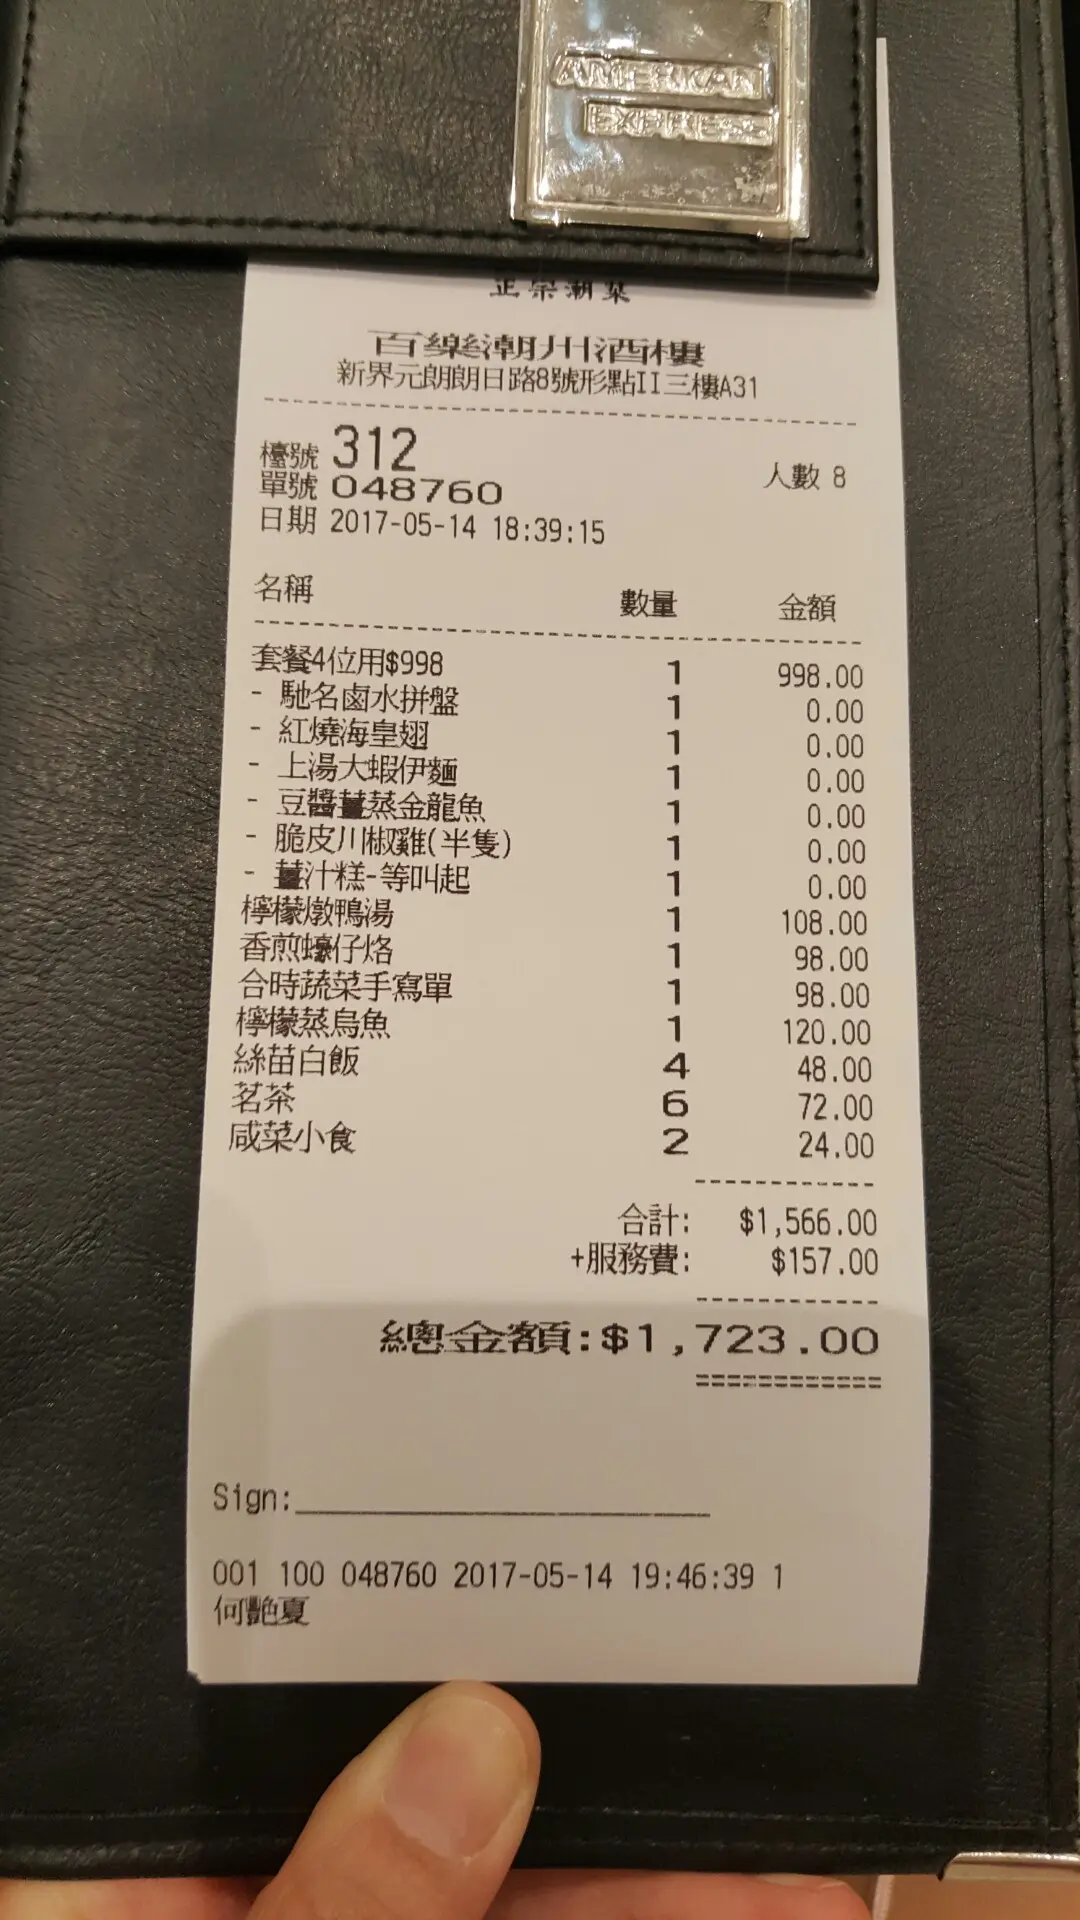 AMERICAN
EXPRESS
正宗潮菜
百樂潮州酒樓
新界元朗朗日路8號形點II三樓A31
檯號 312
人數 8
單號 048760
日期 2017-05-14 18:39:15
名稱 數量 金額
套餐4位用$998 1 998.00
- 馳名鹵水拼盤 1 0.00
- 紅燒海皇翅 1 0.00
- 上湯大蝦伊麵 1 0.00
- 豆醬薑蒸金龍魚 1 0.00
- 脆皮川椒雞(半隻) 1 0.00
- 薑汁糕-等叫起 1 0.00
檸檬燉鴨湯 1 108.00
香煎蠔仔烙 1 98.00
合時蔬菜手寫單 1 98.00
檸檬蒸烏魚 1 120.00
絲苗白飯 4 48.00
茗茶 6 72.00
咸菜小食 2 24.00
合計: $1,566.00
+服務費: $157.00
總金額:$1,723.00
Sign:
001 100 048760 2017-05-14 19:46:39 1
何艷夏